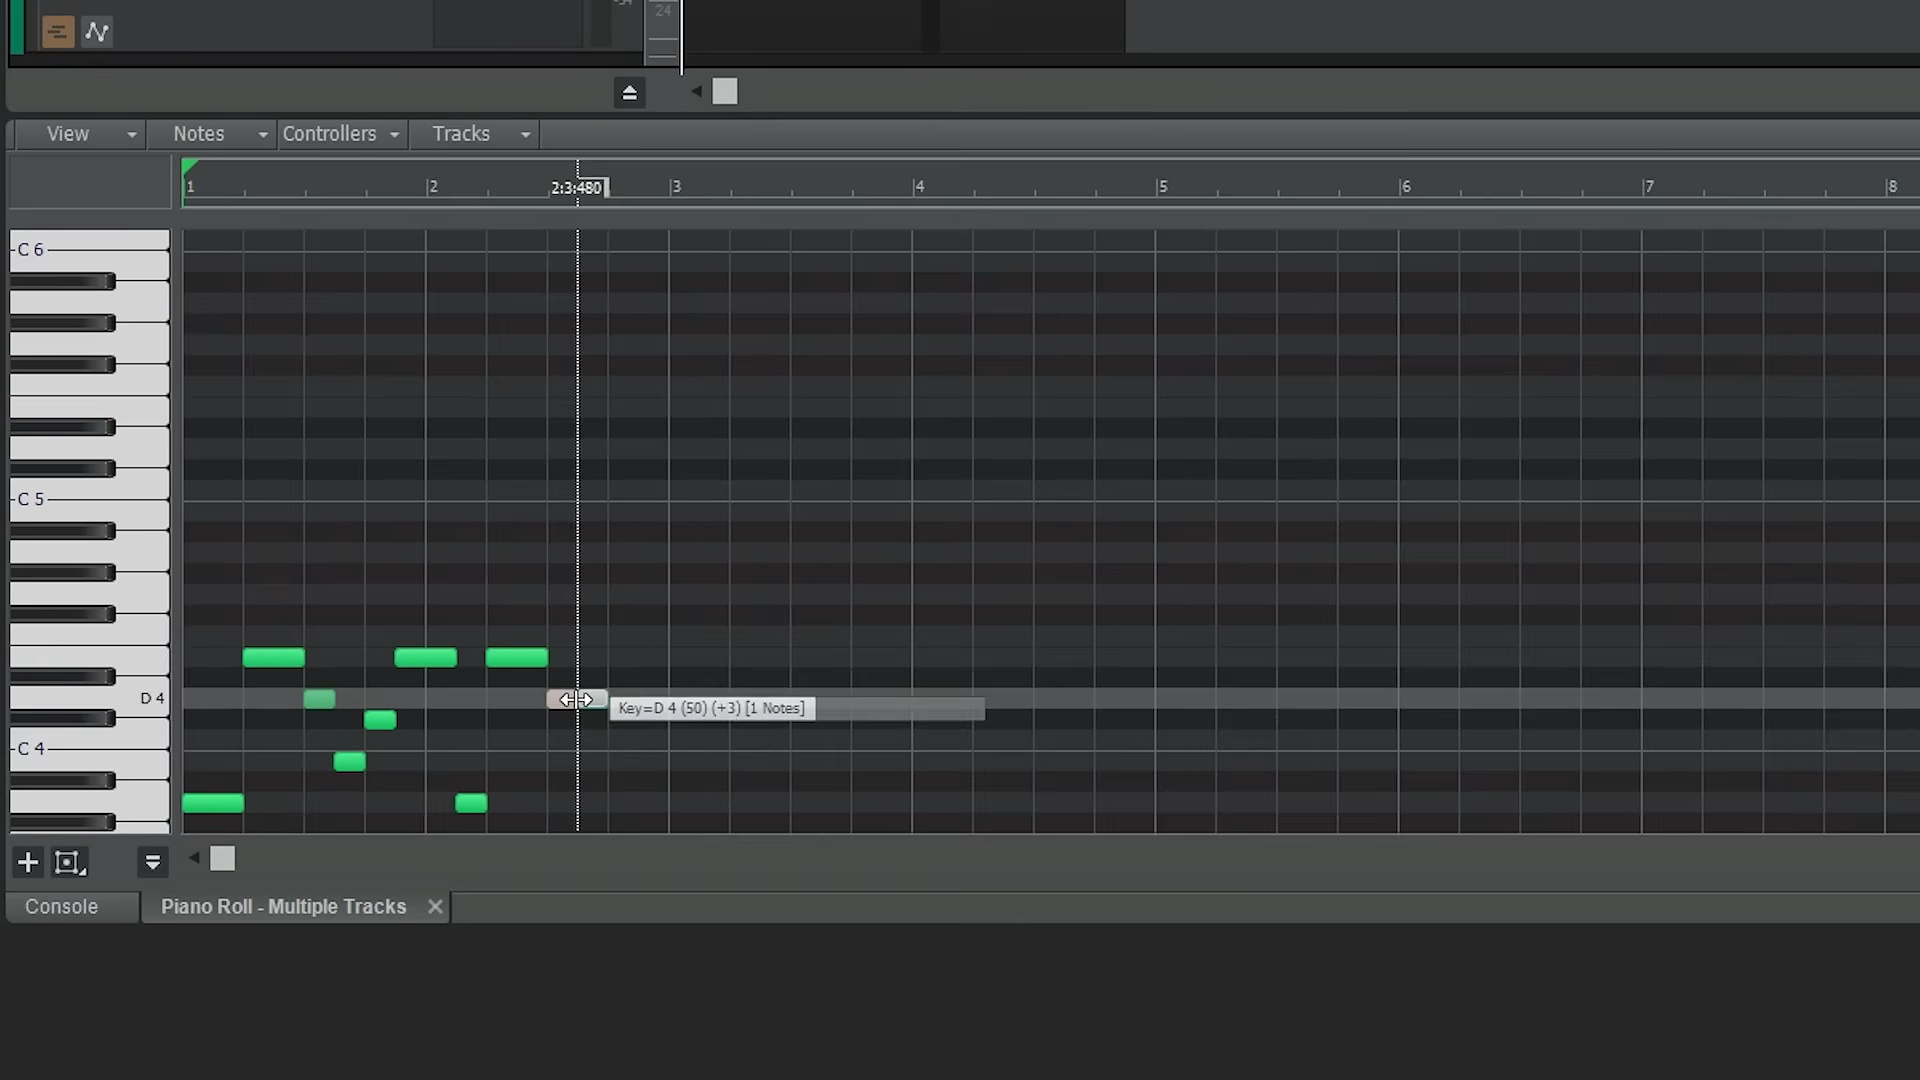 24
View Notes Controllers Tracks
1 2 2:3:480 3 4 5 6 7 8
C 6
C 5
D 4
Key=D 4 (50) (+3) [1 Notes]
C 4
Console Piano Roll - Multiple Tracks